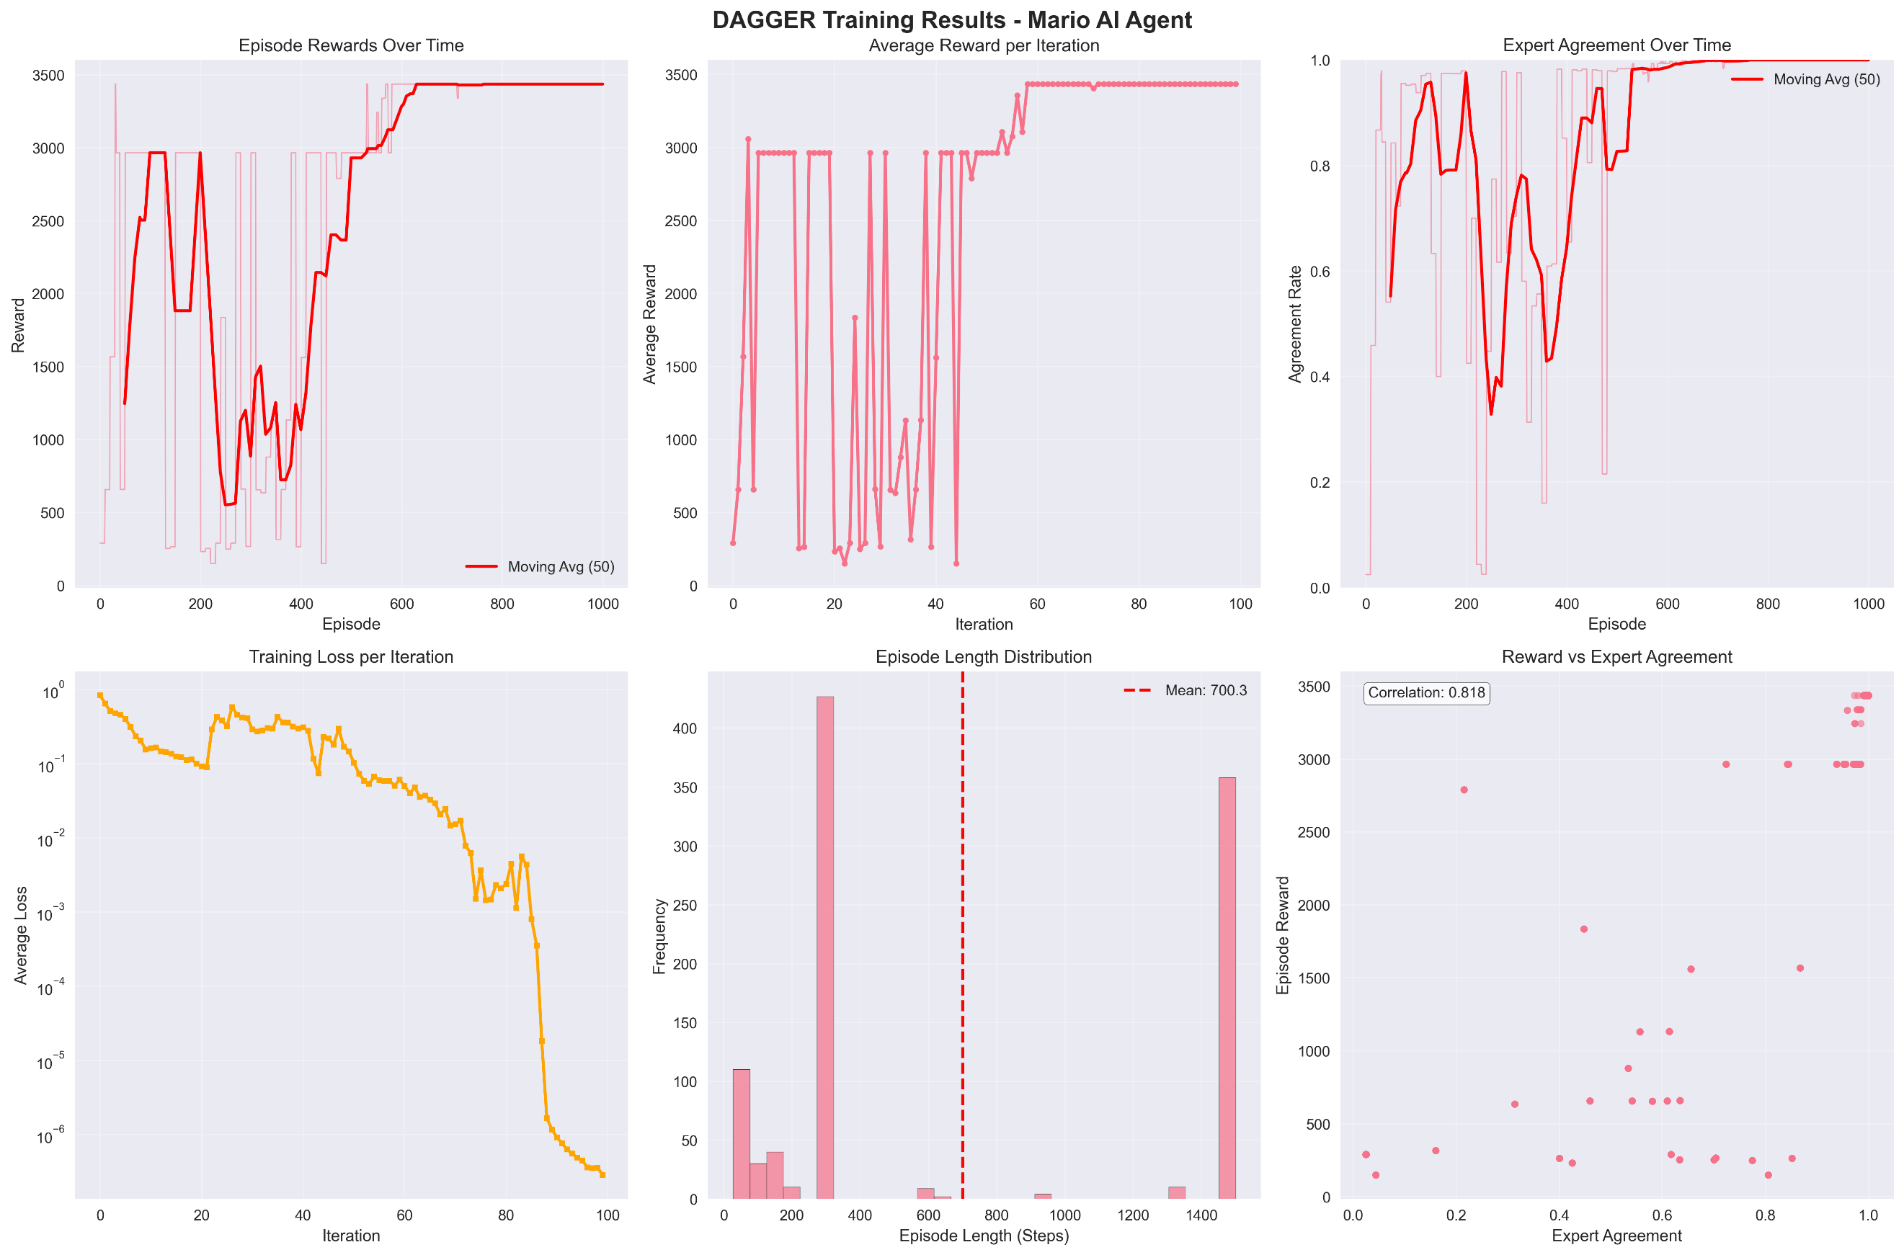 DAGGER Training Results - Mario AI Agent
Episode Rewards Over Time
3500
3000
2500
2000
1500
1000
500
0
Reward
Moving Avg (50)
0 200 400 600 800 1000
Episode
Average Reward per Iteration
3500
3000
2500
2000
1500
1000
500
0
Average Reward
0 20 40 60 80 100
Iteration
Expert Agreement Over Time
1.0
0.8
0.6
0.4
0.2
0.0
Agreement Rate
Moving Avg (50)
0 200 400 600 800 1000
Episode
Training Loss per Iteration
10⁰
10⁻¹
10⁻²
10⁻³
10⁻⁴
10⁻⁵
10⁻⁶
Average Loss
0 20 40 60 80 100
Iteration
Episode Length Distribution
Mean: 700.3
400
350
300
250
200
150
100
50
0
Frequency
0 200 400 600 800 1000 1200 1400
Episode Length (Steps)
Reward vs Expert Agreement
Correlation: 0.818
3500
3000
2500
2000
1500
1000
500
0
Episode Reward
0.0 0.2 0.4 0.6 0.8 1.0
Expert Agreement